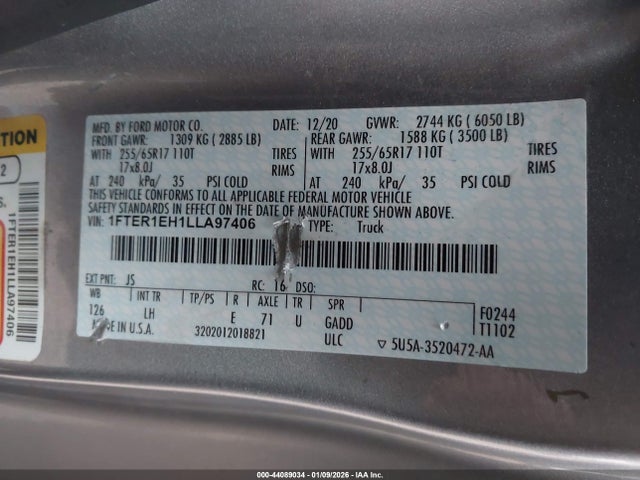 MFD. BY FORD MOTOR CO. DATE: 12/20 GVWR: 2744 KG ( 6050 LB)
FRONT GAWR: 1309 KG ( 2885 LB) REAR GAWR: 1588 KG ( 3500 LB)
WITH 255/65R17 110T TIRES WITH 255/65R17 110T TIRES
17x8.0J RIMS 17x8.0J RIMS
AT 240 kPa/ 35 PSI COLD AT 240 kPa/ 35 PSI COLD
THIS VEHICLE CONFORMS TO ALL APPLICABLE FEDERAL MOTOR VEHICLE
SAFETY STANDARDS IN EFFECT ON THE DATE OF MANUFACTURE SHOWN ABOVE.
VIN: 1FTER1EH1LLA97406 TYPE: Truck
EXT PNT: JS RC: 16 DSO:
WB INT TR TP/PS R AXLE TR SPR
126 LH E 71 U GADD F0244
MADE IN U.S.A. 3202012018821 ULC T1102
5U5A-3520472-AA
1FTER1EH1LLA97406
2
S.
000-44089034 - 01/09/2026 - IAA Inc.